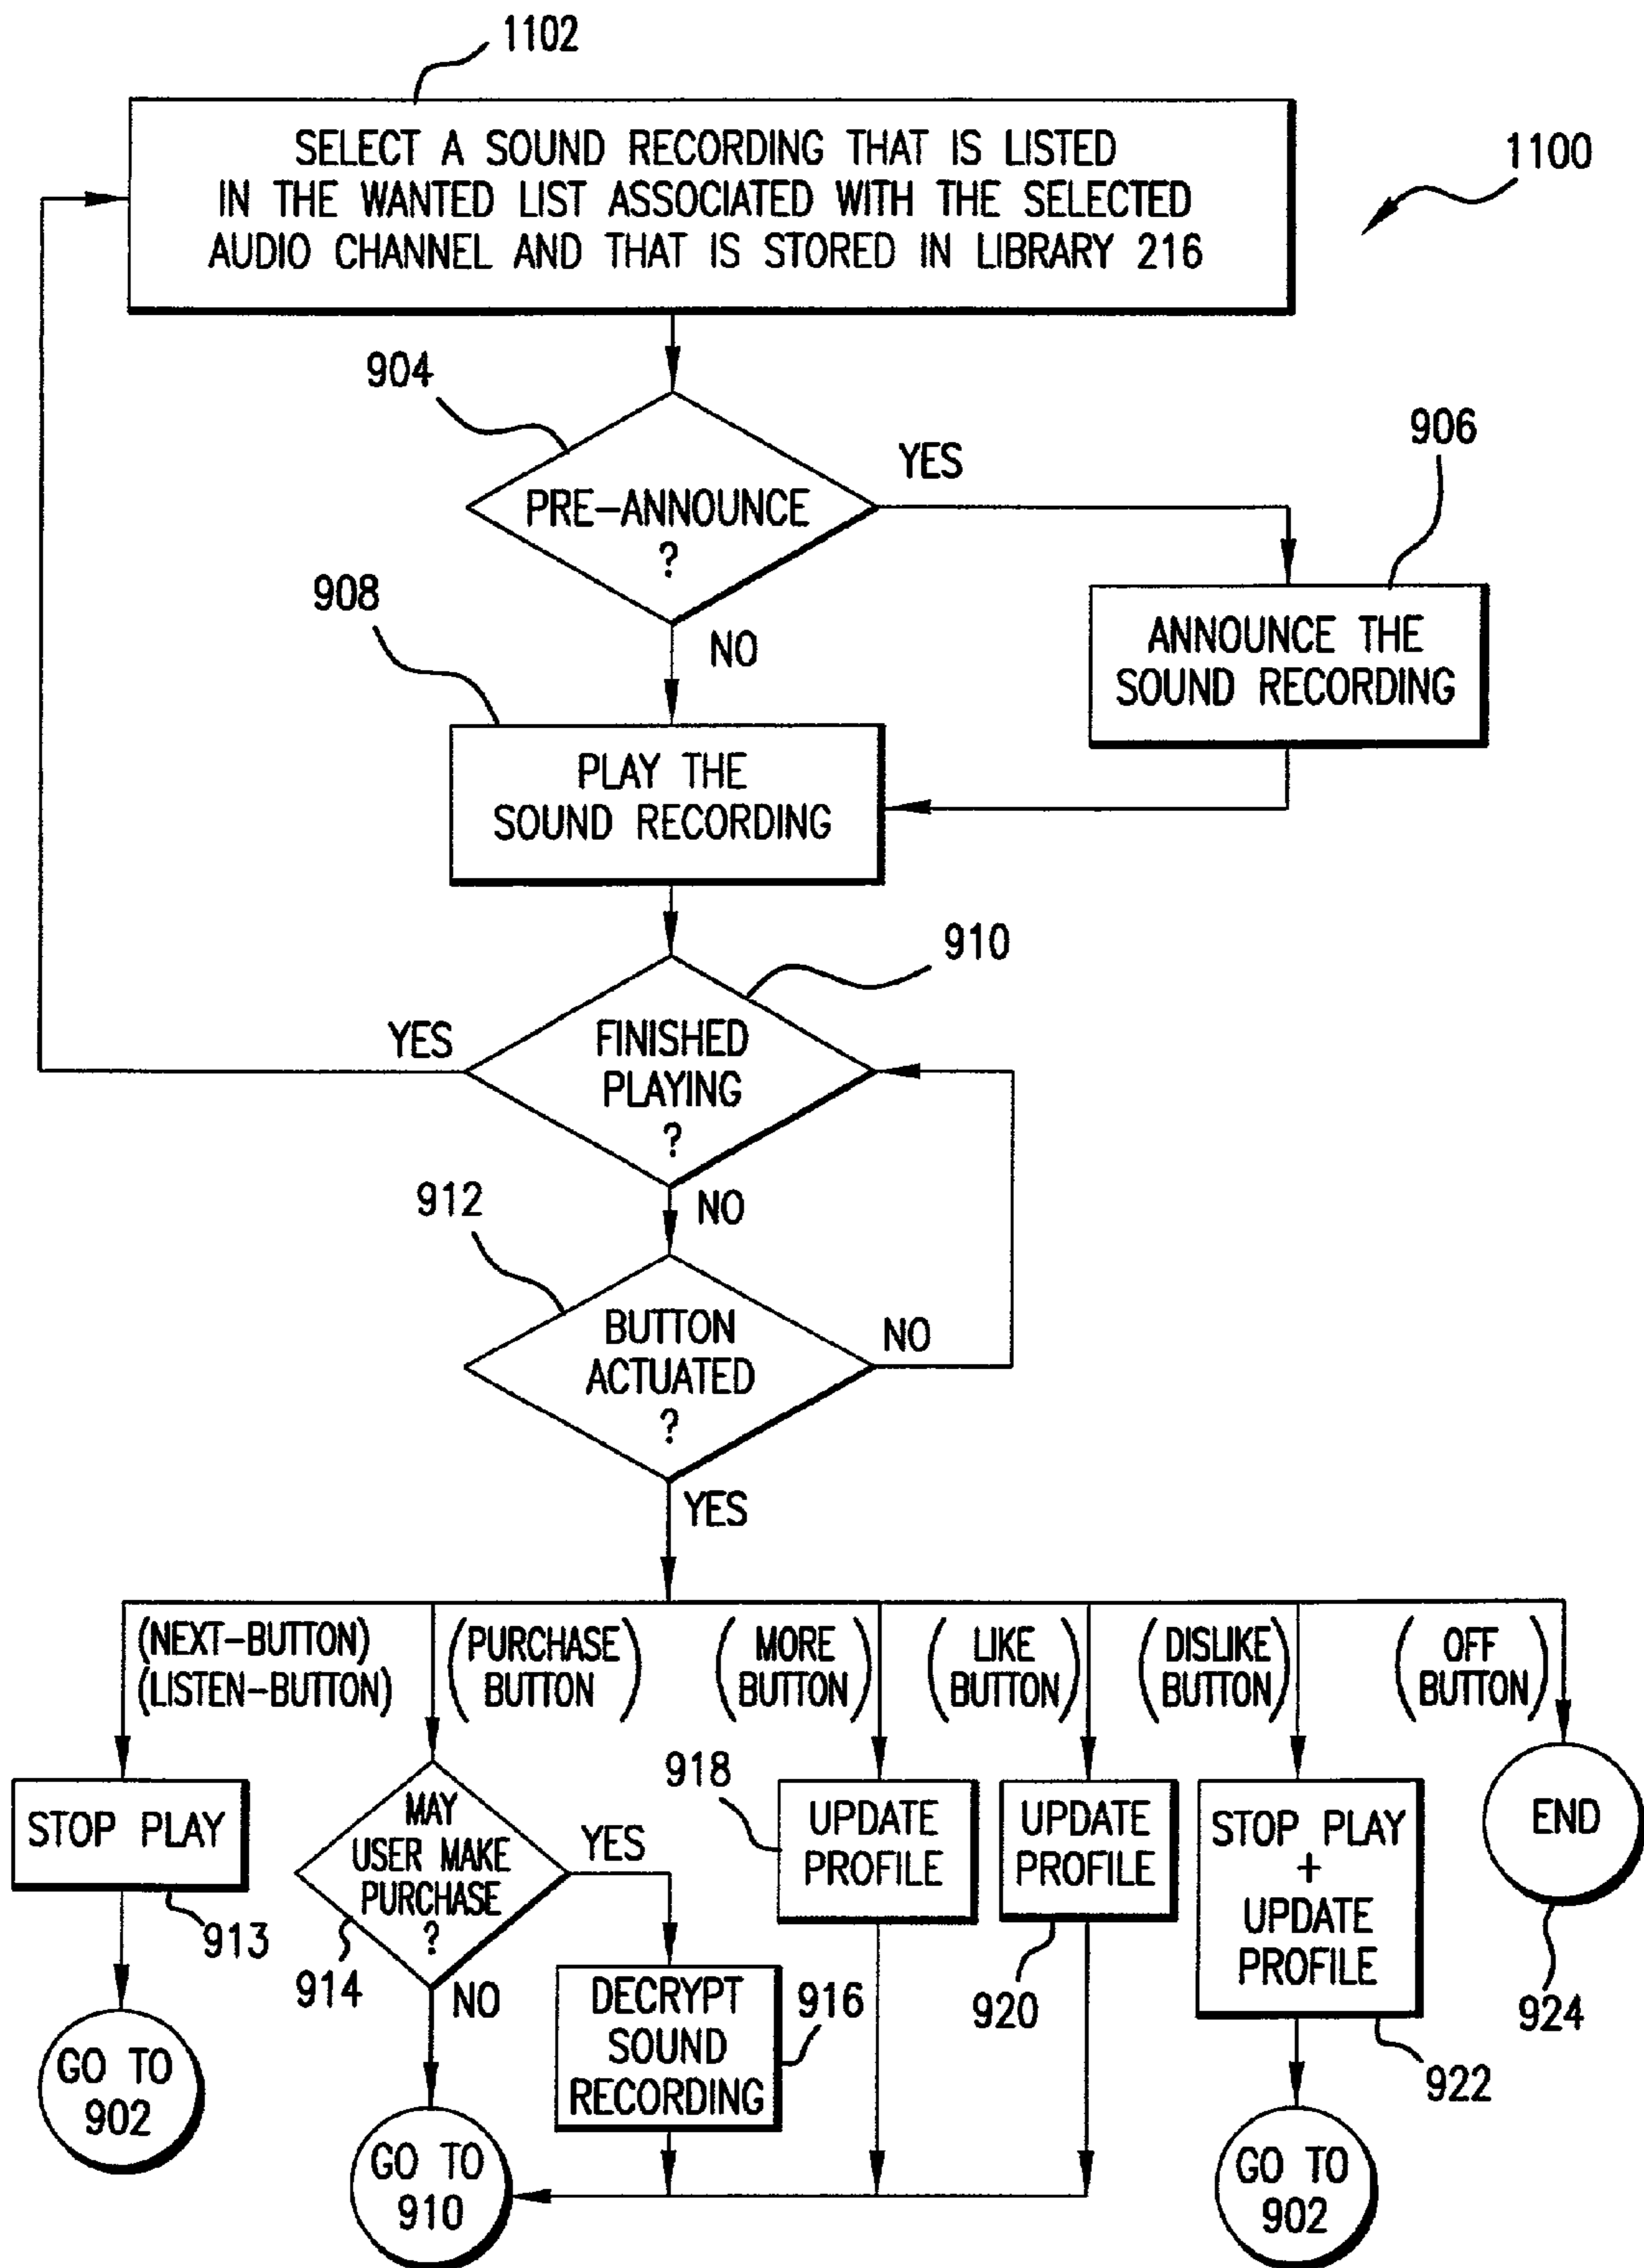 1102
SELECT A SOUND RECORDING THAT IS LISTED
IN THE WANTED LIST ASSOCIATED WITH THE SELECTED
AUDIO CHANNEL AND THAT IS STORED IN LIBRARY 216
1100
904
PRE-ANNOUNCE
?
YES
906
ANNOUNCE THE
SOUND RECORDING
NO
908
PLAY THE
SOUND RECORDING
910
FINISHED
PLAYING
?
YES
NO
912
BUTTON
ACTUATED
?
NO
YES
(NEXT-BUTTON)
(LISTEN-BUTTON)
(PURCHASE
BUTTON)
(MORE
BUTTON)
(LIKE
BUTTON)
(DISLIKE
BUTTON)
(OFF
BUTTON)
STOP PLAY
913
GO TO
902
MAY
USER MAKE
PURCHASE
?
914
YES
NO
DECRYPT
SOUND
RECORDING
916
GO TO
910
918
UPDATE
PROFILE
UPDATE
PROFILE
920
STOP PLAY
+
UPDATE
PROFILE
922
GO TO
902
END
924